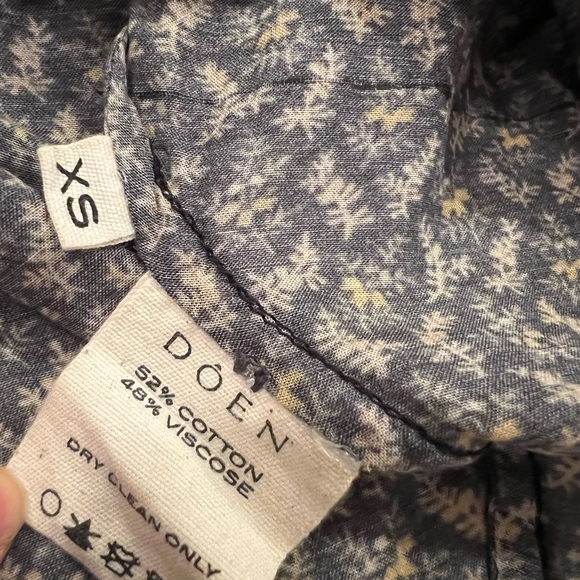 XS
DÔEN
52% COTTON
48% VISCOSE
DRY CLEAN ONLY